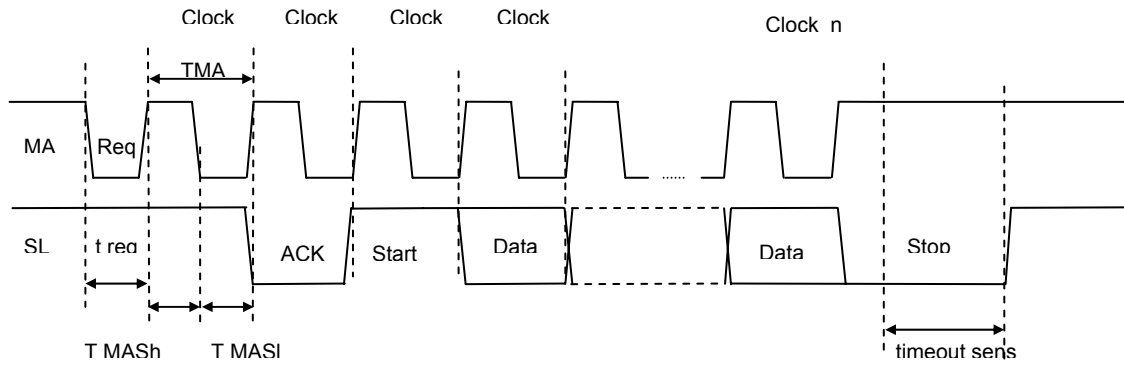 Clock Clock Clock Clock Clock n
TMA
MA Req
......
SL t req ACK Start Data Data Stop
T MASh T MASl timeout sens